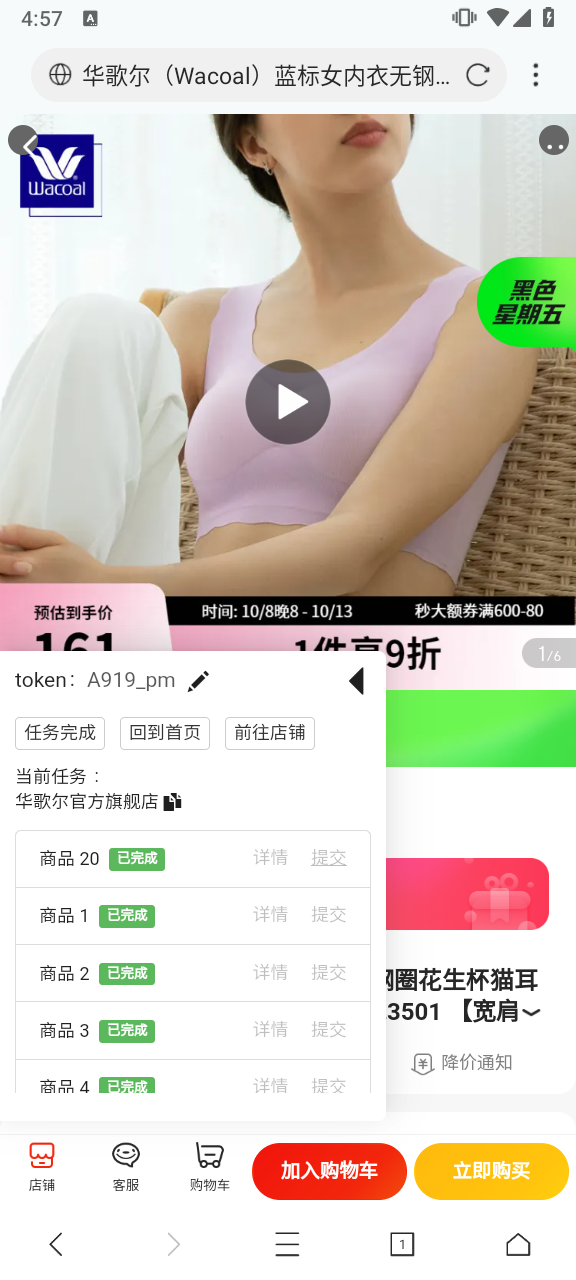 4:57
A
华歌尔（Wacoal）蓝标女内衣无钢...
Wacoal
黑色
星期五
预估到手价
时间: 10/8晚8 - 10/13
秒大额券满600-80
161
1件享9折
1/6
token： A919_pm
任务完成
回到首页
前往店铺
当前任务：
华歌尔官方旗舰店
商品 20 已完成 详情 提交
商品 1 已完成 详情 提交
商品 2 已完成 详情 提交
商品 3 已完成 详情 提交
商品 4 已完成 详情 提交
圈花生杯猫耳
3501 【宽肩
降价通知
店铺
客服
购物车
加入购物车
立即购买
1